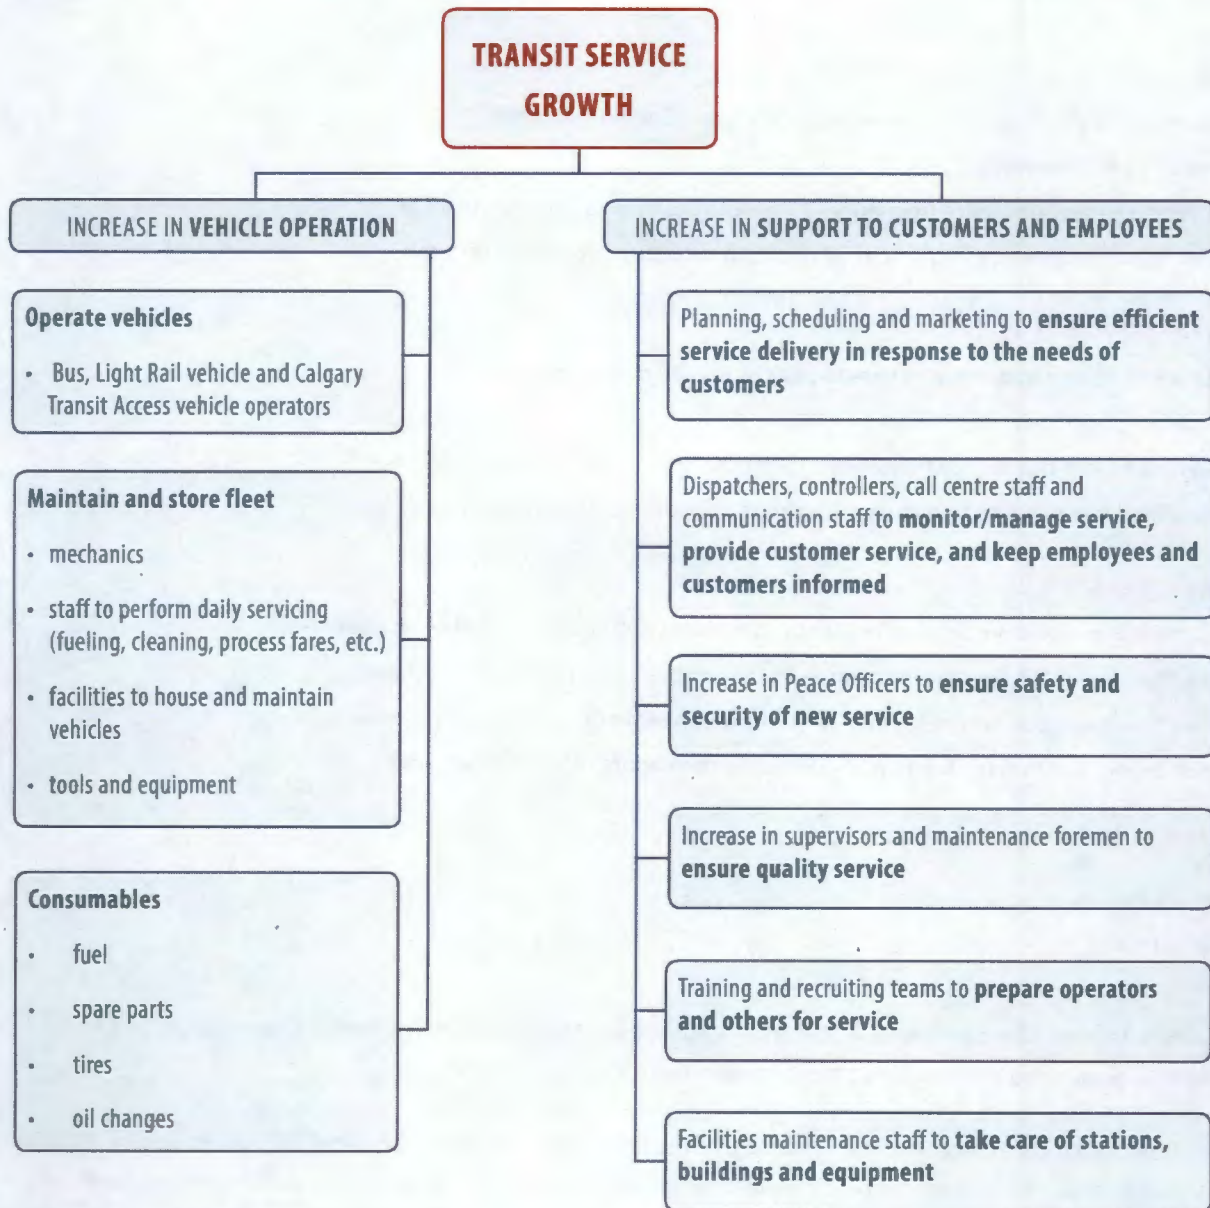 TRANSIT SERVICE
GROWTH
INCREASE IN VEHICLE OPERATION
Operate vehicles
• Bus, Light Rail vehicle and Calgary
Transit Access vehicle operators
Maintain and store fleet
• mechanics
• staff to perform daily servicing
(fueling, cleaning, process fares, etc.)
• facilities to house and maintain
vehicles
• tools and equipment
Consumables
• fuel
• spare parts
• tires
• oil changes
INCREASE IN SUPPORT TO CUSTOMERS AND EMPLOYEES
Planning, scheduling and marketing to ensure efficient
service delivery in response to the needs of
customers
Dispatchers, controllers, call centre staff and
communication staff to monitor/manage service,
provide customer service, and keep employees and
customers informed
Increase in Peace Officers to ensure safety and
security of new service
Increase in supervisors and maintenance foremen to
ensure quality service
Training and recruiting teams to prepare operators
and others for service
Facilities maintenance staff to take care of stations,
buildings and equipment